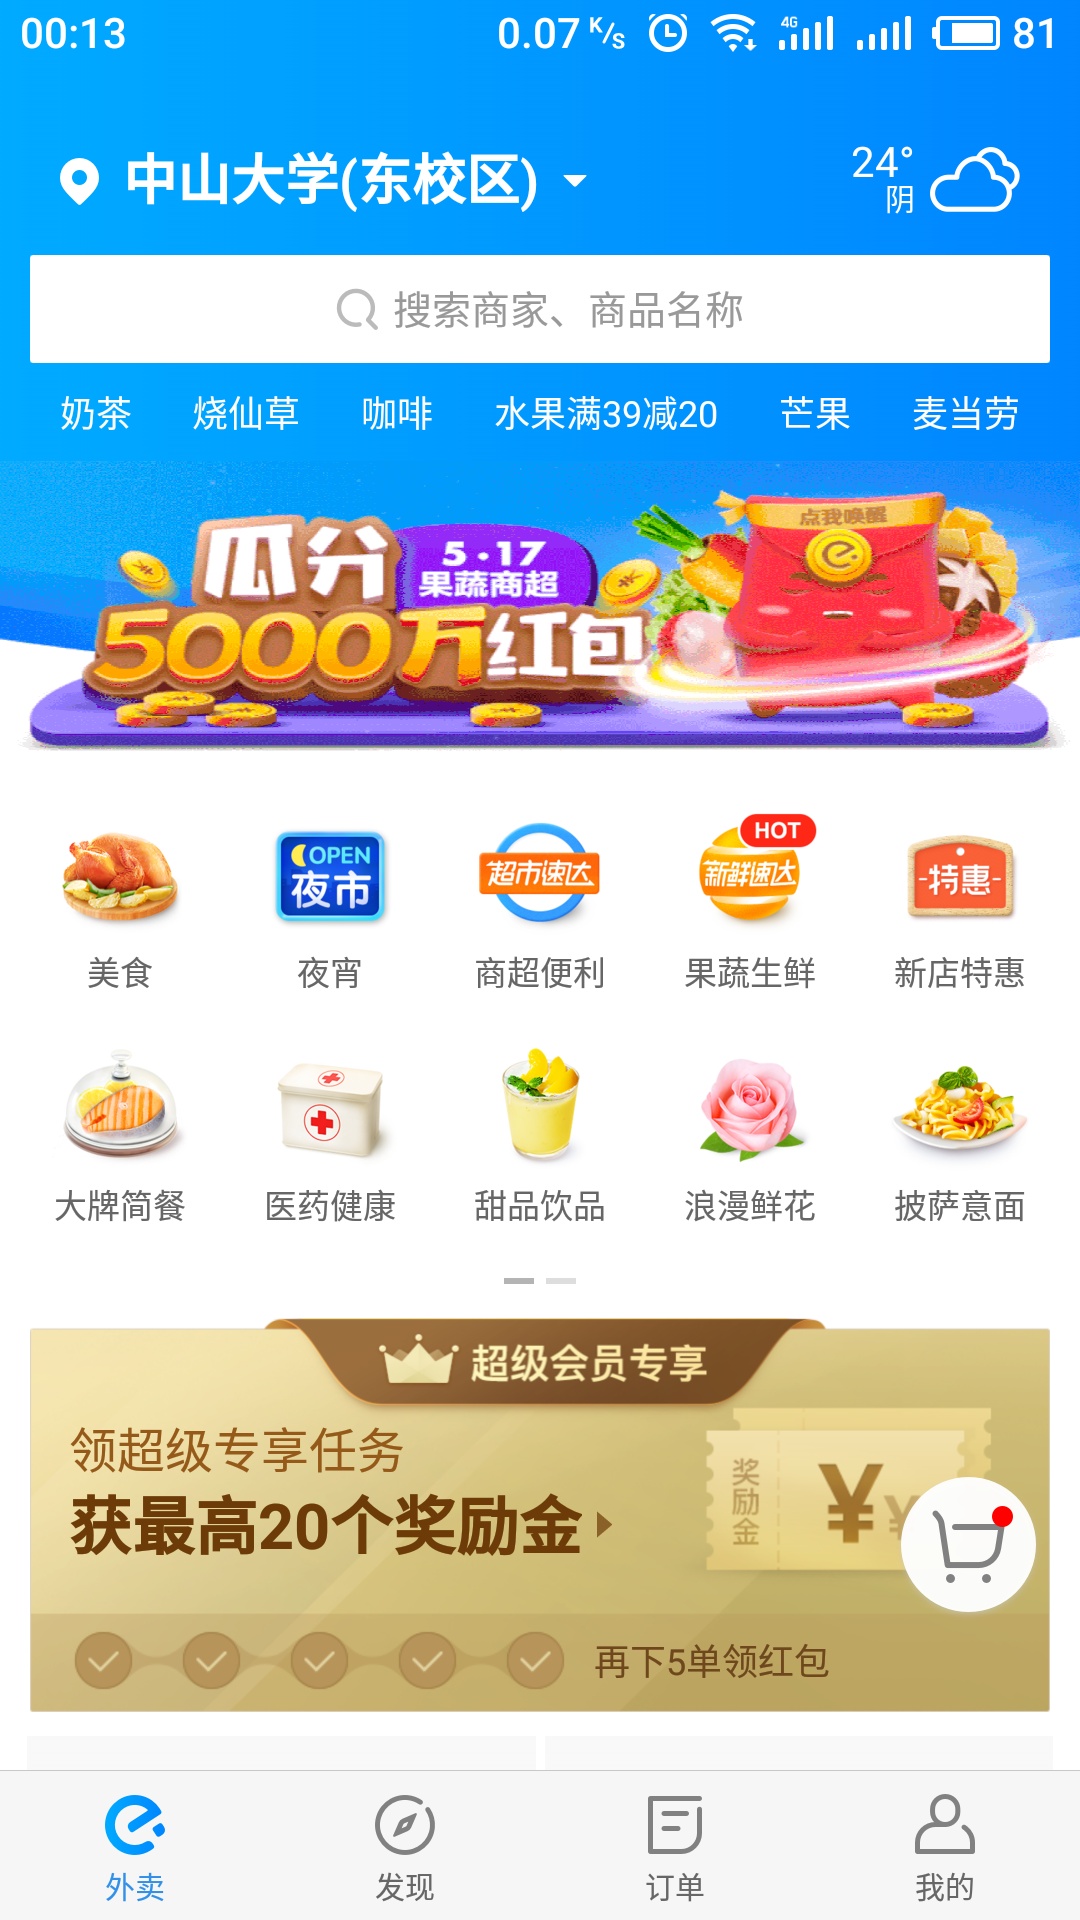 00:13 0.07 K/s 4G 81
中山大学(东校区) 24°
阴
搜索商家、商品名称
奶茶 烧仙草 咖啡 水果满39减20 芒果 麦当劳
点我唤醒
瓜分 5·17
果蔬商超
5000万红包
OPEN 夜市 超市速达 HOT 新鲜速达 -特惠-
美食 夜宵 商超便利 果蔬生鲜 新店特惠
大牌简餐 医药健康 甜品饮品 浪漫鲜花 披萨意面
超级会员专享
领超级专享任务
获最高20个奖励金
奖励金 ¥ ¥
再下5单领红包
外卖 发现 订单 我的